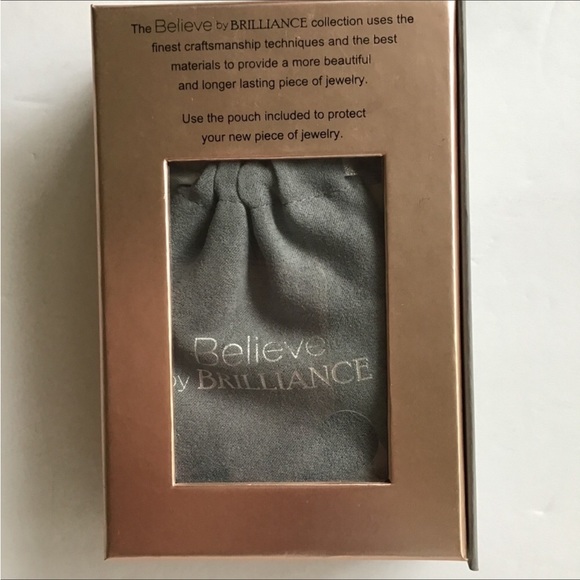 The Believe by BRILLIANCE collection uses the
finest craftsmanship techniques and the best
materials to provide a more beautiful
and longer lasting piece of jewelry.
Use the pouch included to protect
your new piece of jewelry.
Believe
by BRILLIANCE